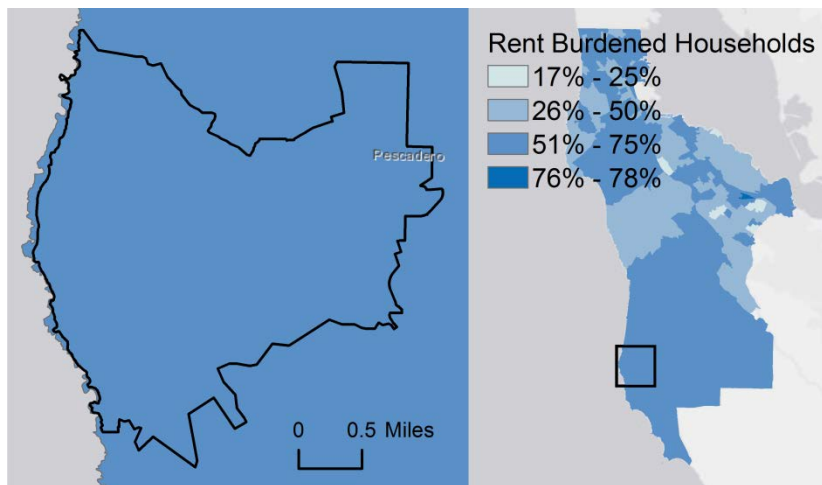 Pescadero
0 0.5 Miles
Rent Burdened Households
17% - 25%
26% - 50%
51% - 75%
76% - 78%